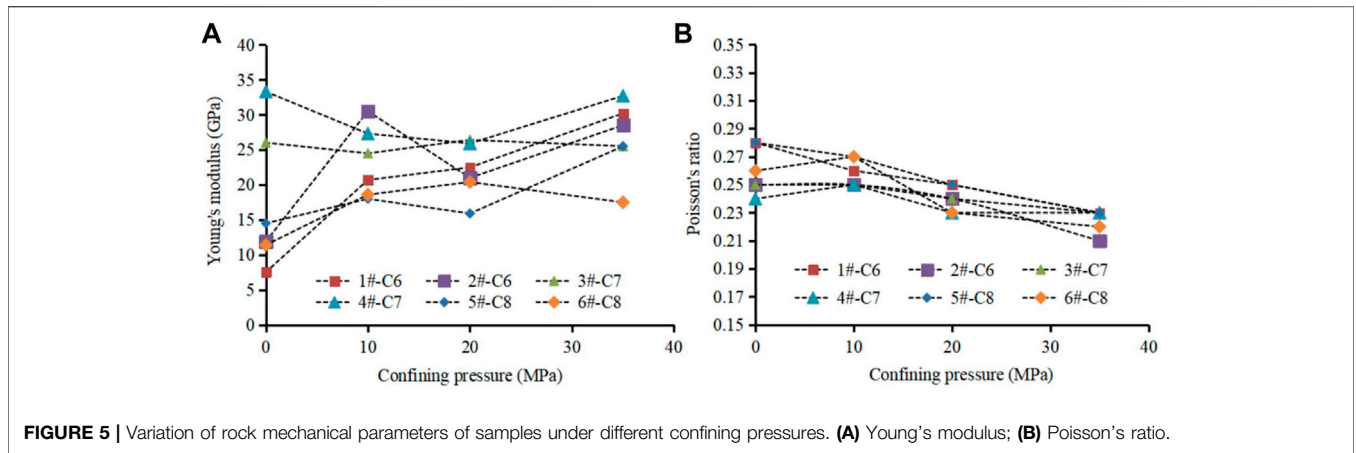 A
40
35
30
25
20
15
10
5
0
Young's modulus (GPa)
1#-C6 2#-C6 3#-C7
4#-C7 5#-C8 6#-C8
0 10 20 30 40
Confining pressure (MPa)
B
0.35
0.33
0.31
0.29
0.27
0.25
0.23
0.21
0.19
0.17
0.15
Poisson's ratio
1#-C6 2#-C6 3#-C7
4#-C7 5#-C8 6#-C8
0 10 20 30 40
Confining pressure (MPa)
FIGURE 5 | Variation of rock mechanical parameters of samples under different confining pressures. (A) Young's modulus; (B) Poisson's ratio.